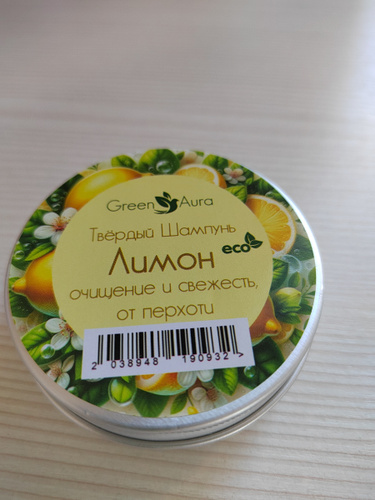 Green Aura
Твёрдый Шампунь
Лимон
eco
очищение и свежесть,
от перхоти
2 038948 190932 >